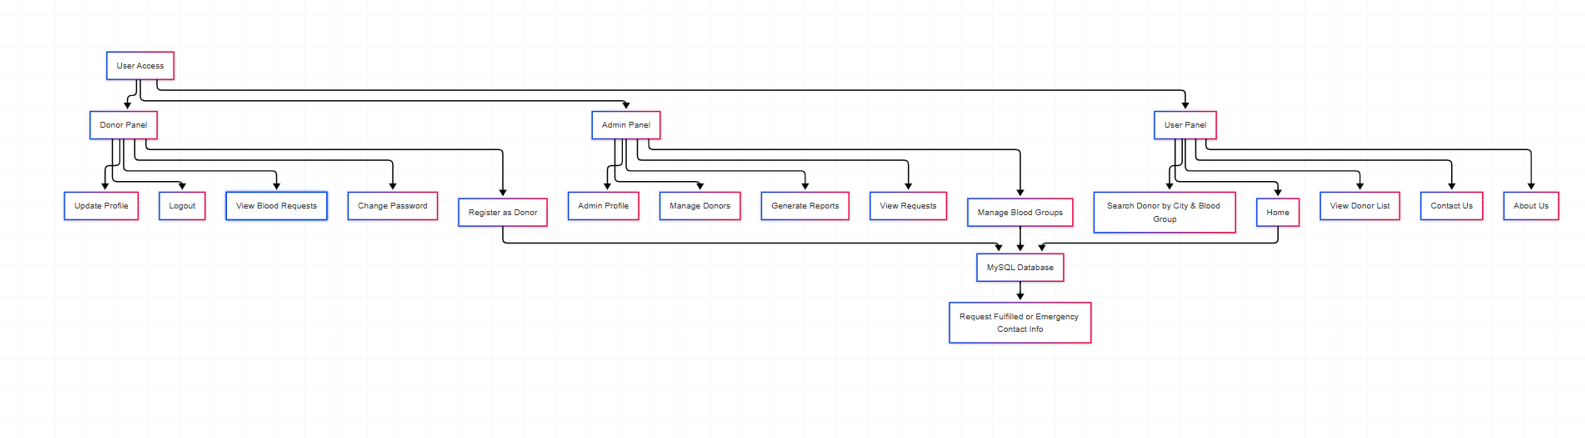 User Access
Donor Panel
Admin Panel
User Panel
Update Profile
Logout
View Blood Requests
Change Password
Register as Donor
Admin Profile
Manage Donors
Generate Reports
View Requests
Manage Blood Groups
Search Donor by City & Blood
Group
Home
View Donor List
Contact Us
About Us
MySQL Database
Request Fulfilled or Emergency
Contact Info